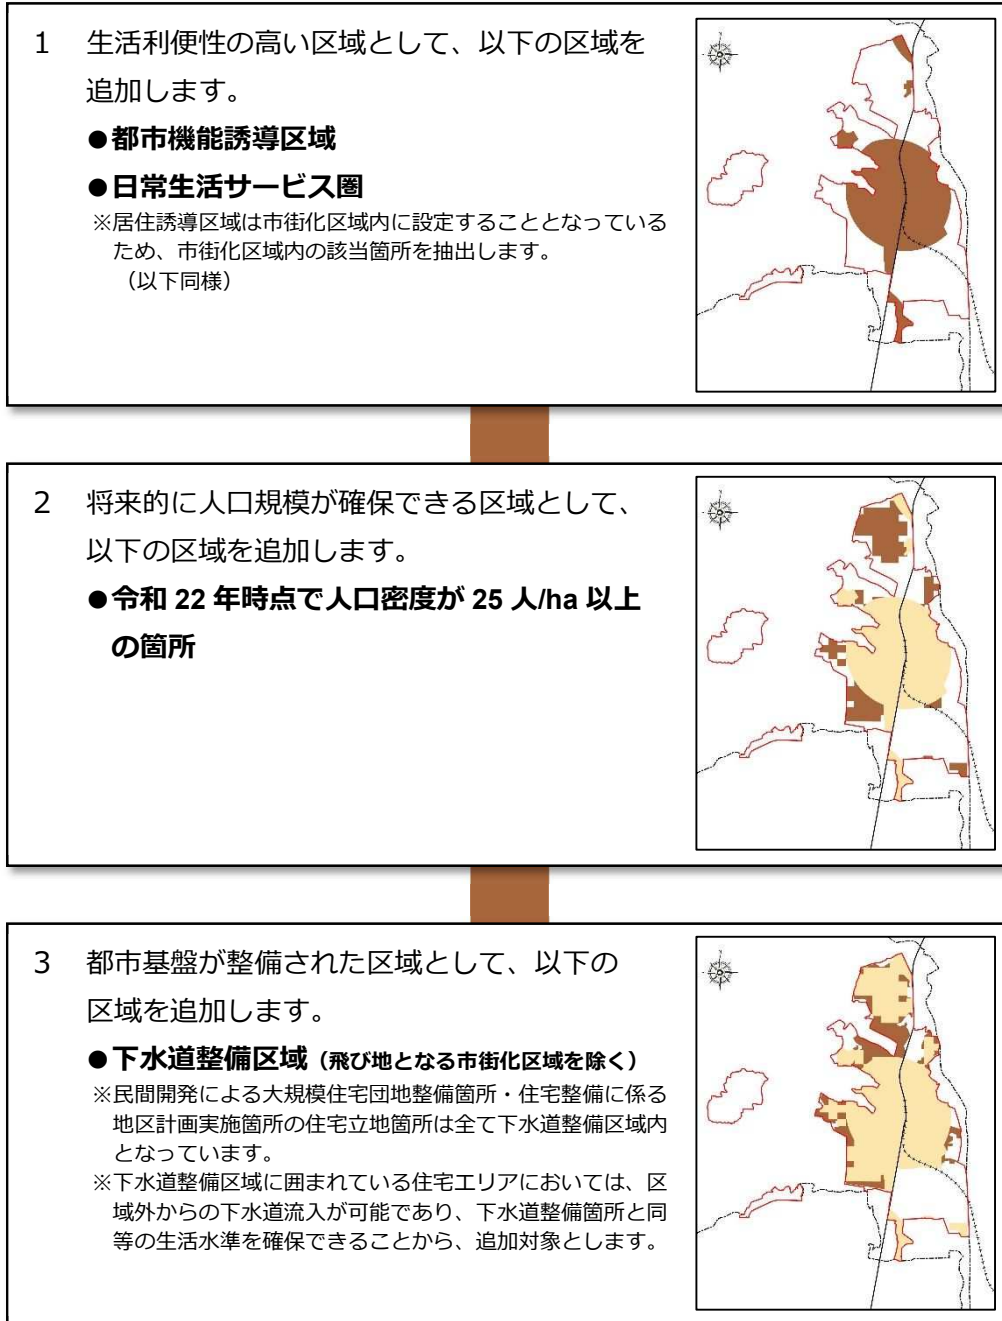 1 生活利便性の高い区域として、以下の区域を
追加します。
●都市機能誘導区域
●日常生活サービス圏
※居住誘導区域は市街化区域内に設定することとなっている
ため、市街化区域内の該当箇所を抽出します。
（以下同様）
2 将来的に人口規模が確保できる区域として、
以下の区域を追加します。
●令和 22 年時点で人口密度が 25 人/ha 以上
の箇所
3 都市基盤が整備された区域として、以下の
区域を追加します。
●下水道整備区域（飛び地となる市街化区域を除く）
※民間開発による大規模住宅団地整備箇所・住宅整備に係る
地区計画実施箇所の住宅立地箇所は全て下水道整備区域内
となっています。
※下水道整備区域に囲まれている住宅エリアにおいては、区
域外からの下水道流入が可能であり、下水道整備箇所と同
等の生活水準を確保できることから、追加対象とします。